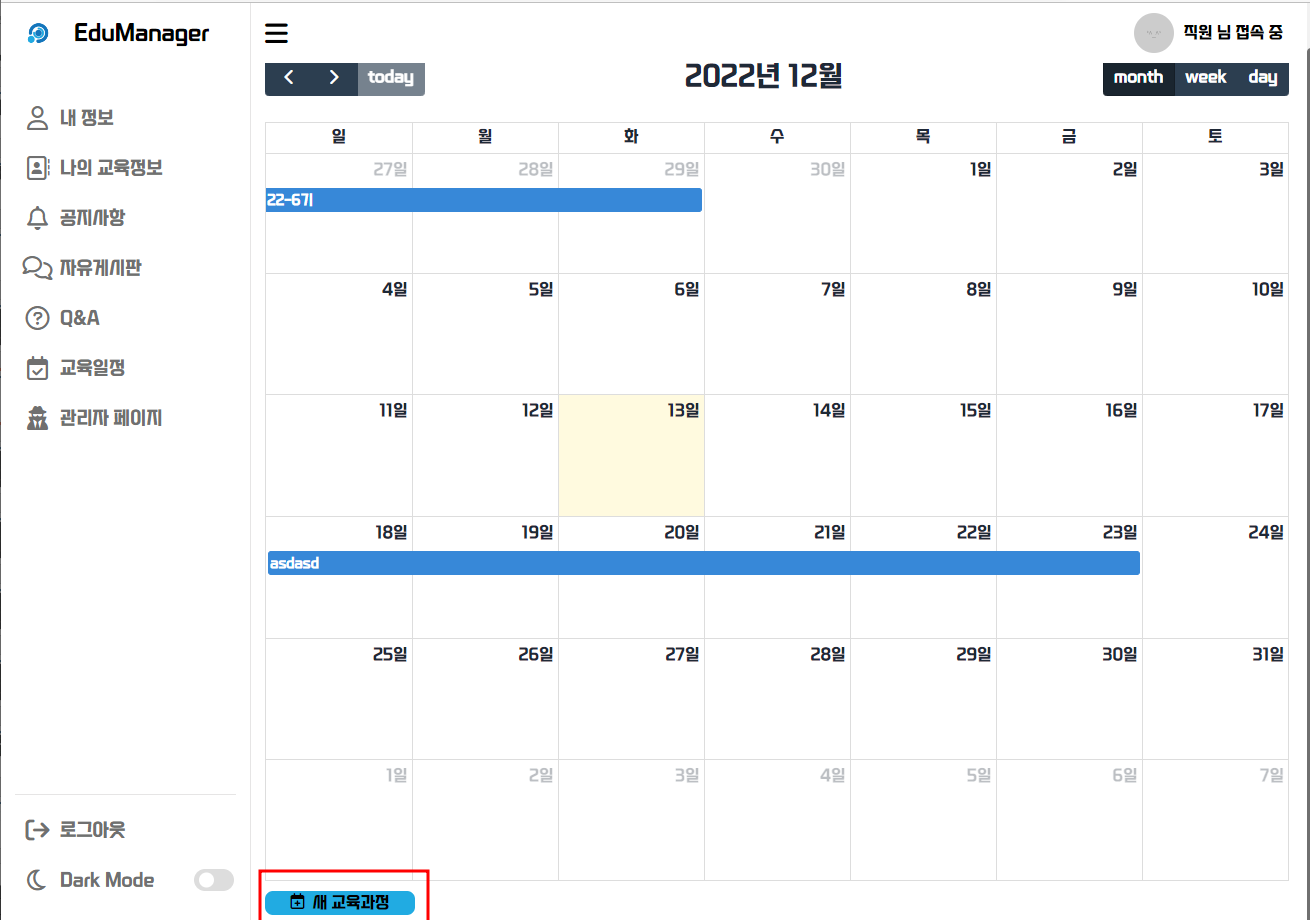 EduManager
직원 님 접속 중
내 정보
나의 교육정보
공지사항
자유게시판
Q&A
교육일정
관리자 페이지
로그아웃
Dark Mode
today
2022년 12월
month week day
일 월 화 수 목 금 토
27일 28일 29일 30일 1일 2일 3일
22-6기
4일 5일 6일 7일 8일 9일 10일
11일 12일 13일 14일 15일 16일 17일
18일 19일 20일 21일 22일 23일 24일
asdasd
25일 26일 27일 28일 29일 30일 31일
1일 2일 3일 4일 5일 6일 7일
새 교육과정